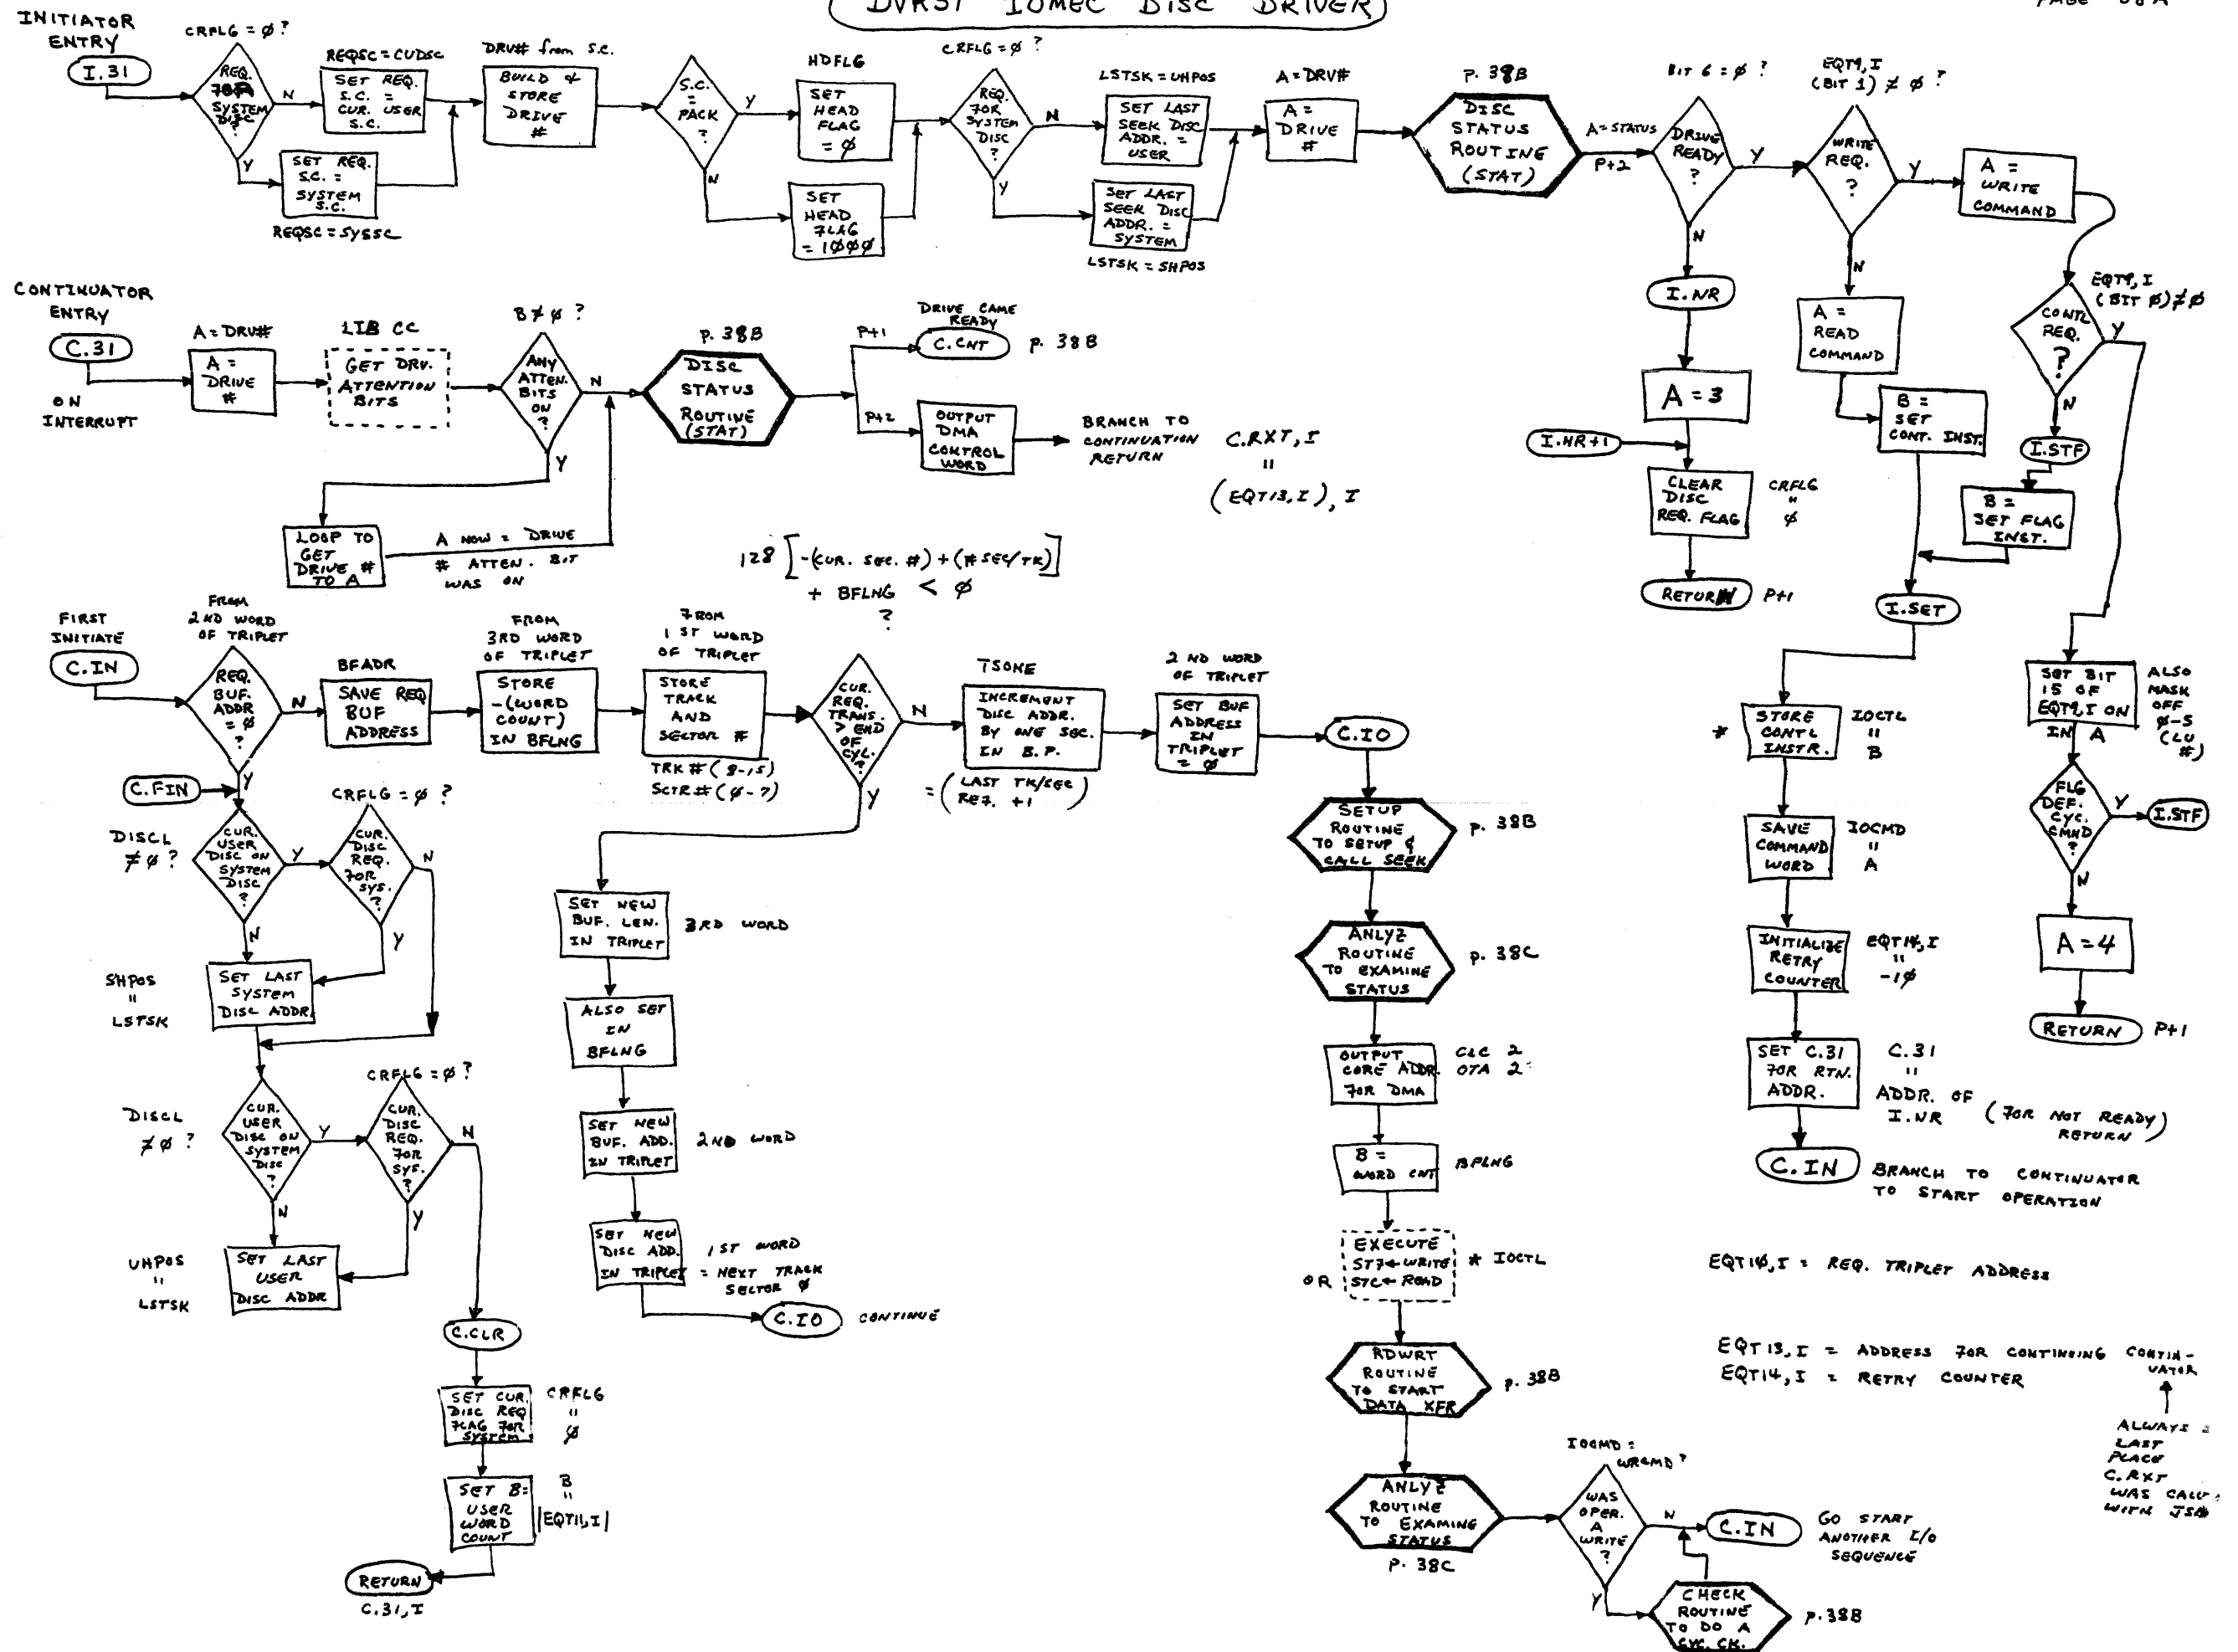 DVR31 IOMEC DISC DRIVER
PAGE 38A
INITIATOR
ENTRY
I.31
CRFLG = ∅ ?
REQ.
FOR
SYSTEM
DISC
?
N
Y
REQSC = CUDSC
SET REQ.
S.C. =
CUR. USER
S.C.
SET REQ.
S.C. =
SYSTEM
S.C.
REQSC = SYSSC
DRV# from S.C.
BUILD &
STORE
DRIVE
#
S.C.
=
PACK
?
Y
N
HDFLG
SET
HEAD
FLAG
= ∅
SET
HEAD
FLAG
= 1∅∅∅
CRFLG = ∅ ?
REQ.
FOR
SYSTEM
DISC
?
N
Y
LSTSK = UHPOS
SET LAST
SEEK DISC
ADDR. =
USER
SET LAST
SEEK DISC
ADDR. =
SYSTEM
LSTSK = SHPOS
A = DRV#
A =
DRIVE
#
P. 38B
DISC
STATUS
ROUTINE
(STAT)
A = STATUS
P+2
BIT 6 = ∅ ?
DRIVE
READY
?
Y
N
EQT9,I
(BIT 1) ≠ ∅ ?
WRITE
REQ.
?
Y
N
A =
WRITE
COMMAND
I.NR
A = 3
I.NR+1
CLEAR
DISC
REQ. FLAG
CRFLG
"
∅
RETURN P+1
A =
READ
COMMAND
B =
SET
CONT. INST.
EQT9,I
(BIT ∅) ≠ ∅
CONTL
REQ.
?
Y
N
I.STF
B =
SET FLAG
INST.
I.SET
* STORE
CONTL
INSTR.
IOCTL
"
B
SAVE
COMMAND
WORD
IOCMD
"
A
INITIALIZE
RETRY
COUNTER
EQT14,I
"
-1∅
SET C.31
FOR RTN.
ADDR.
C.31
"
ADDR. OF
I.NR (FOR NOT READY)
RETURN
C.IN BRANCH TO CONTINUATOR
TO START OPERATION
SET BIT
15 OF
EQT9,I ON
IN A
ALSO
MASK
OFF
∅-5
(LU
#)
FLG
DEF.
CYC.
CMND
?
Y
I.STF
N
A = 4
RETURN P+1
CONTINUATOR
ENTRY
C.31
ON
INTERRUPT
A = DRV#
A =
DRIVE
#
LIB CC
GET DRV.
ATTENTION
BITS
B ≠ ∅ ?
ANY
ATTEN.
BITS
ON
?
N
Y
LOOP TO
GET
DRIVE #
TO A
A NOW = DRIVE
# ATTEN. BIT
WAS ON
P. 38B
DISC
STATUS
ROUTINE
(STAT)
P+1
DRIVE CAME
READY
C.CNT P. 38B
P+2
OUTPUT
DMA
CONTROL
WORD
BRANCH TO
CONTINUATION
RETURN
C.RXT,I
"
(EQT13,I), I
FIRST
INITIATE
C.IN
FROM
2ND WORD
OF TRIPLET
REQ.
BUF.
ADDR
= ∅
?
N
Y
BFADR
SAVE REQ
BUF
ADDRESS
FROM
3RD WORD
OF TRIPLET
STORE
-(WORD
COUNT)
IN BFLNG
FROM
1ST WORD
OF TRIPLET
STORE
TRACK
AND
SECTOR #
TRK # (8-15)
SCTR # (∅-7)
128 [-(CUR. SEC. #) + (# SEC/TK)]
+ BFLNG < ∅
?
CUR.
REQ.
TRANS.
> END
OF
CYL.
?
N
Y
TSONE
INCREMENT
DISC ADDR.
BY ONE SEC.
IN B.P.
= (LAST TK/SEC
REF. +1)
2ND WORD
OF TRIPLET
SET BUF
ADDRESS
IN
TRIPLET
= ∅
C.IO
SETUP
ROUTINE
TO SETUP &
CALL SEEK
P. 38B
ANLYZ
ROUTINE
TO EXAMINE
STATUS
P. 38C
OUTPUT
CORE ADDR.
FOR DMA
CLC 2
OTA 2
B =
WORD CNT
BFLNG
EXECUTE
STF ← WRITE
OR STC ← READ
* IOCTL
RDWRT
ROUTINE
TO START
DATA XFR
P. 38B
ANLYZ
ROUTINE
TO EXAMINE
STATUS
P. 38C
IOCMD =
WRCMD ?
WAS
OPER.
A
WRITE
?
N
Y
C.IN
GO START
ANOTHER I/O
SEQUENCE
CHECK
ROUTINE
TO DO A
CYC. CK.
P. 38B
C.FIN
DISCL
≠ ∅ ?
CUR.
USER
DISC ON
SYSTEM
DISC
?
Y
N
CRFLG = ∅ ?
CUR.
DISC
REQ.
FOR
SYS.
?
N
Y
SHPOS
"
LSTSK
SET LAST
SYSTEM
DISC ADDR.
DISCL
≠ ∅ ?
CUR.
USER
DISC ON
SYSTEM
DISC
?
Y
N
CRFLG = ∅ ?
CUR.
DISC
REQ.
FOR
SYS.
?
N
Y
UHPOS
"
LSTSK
SET LAST
USER
DISC ADDR
C.CLR
SET CUR.
DISC REQ
FLAG FOR
SYSTEM
CRFLG
"
∅
SET B =
USER
WORD
COUNT
B
"
|EQT11,I|
RETURN
C.31,I
SET NEW
BUF. LEN.
IN TRIPLET
3RD WORD
ALSO SET
IN
BFLNG
SET NEW
BUF. ADD.
IN TRIPLET
2ND WORD
SET NEW
DISC ADD.
IN TRIPLET
1ST WORD
= NEXT TRACK
SECTOR ∅
C.IO CONTINUE
EQT1∅,I = REQ. TRIPLET ADDRESS
EQT13,I = ADDRESS FOR CONTINUING CONTIN-
UATOR
EQT14,I = RETRY COUNTER
ALWAYS =
LAST
PLACE
C.RXT
WAS CALL
WITH JSB